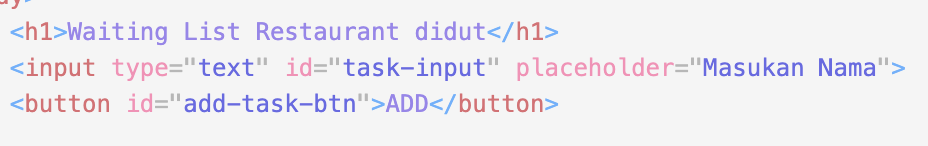 dy>
<h1>Waiting List Restaurant didut</h1>
<input type="text" id="task-input" placeholder="Masukan Nama">
<button id="add-task-btn">ADD</button>